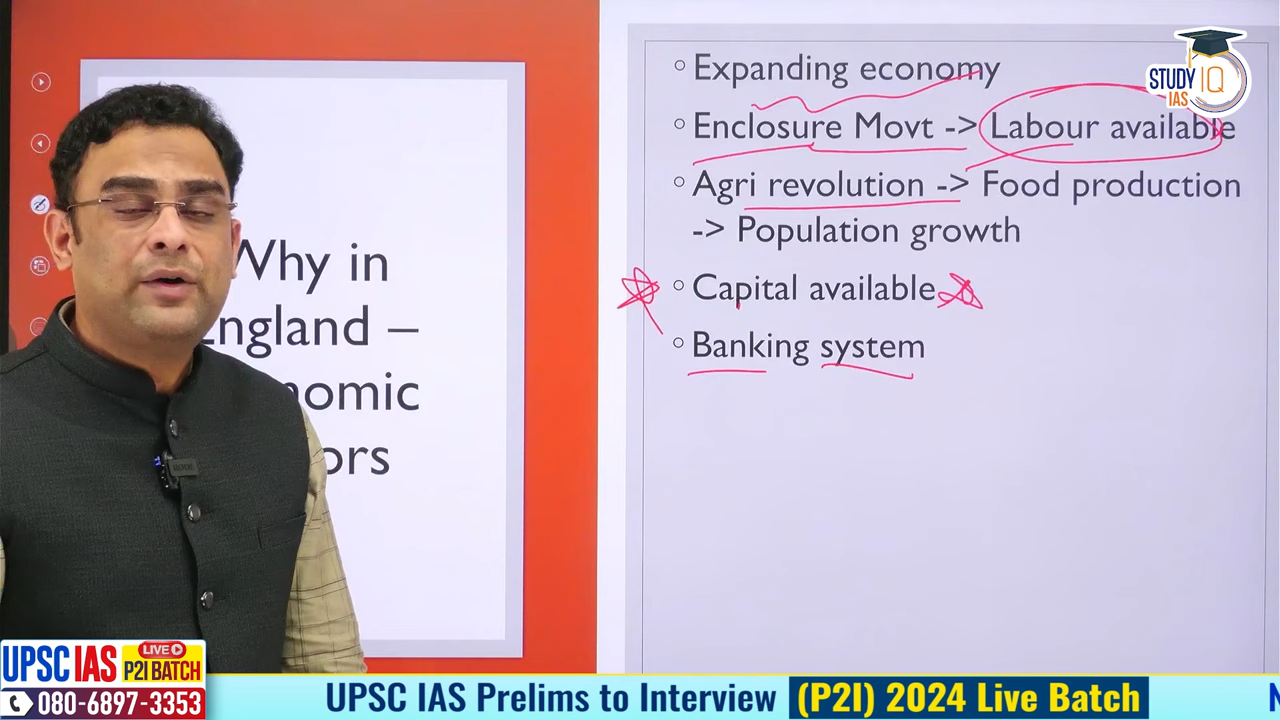 Why in
England –
nomic
ors
Expanding economy
Enclosure Movt -> Labour available
Agri revolution -> Food production
-> Population growth
Capital available
Banking system
STUDY IQ
IAS
UPSC IAS LIVE
P2I BATCH
080-6897-3353
UPSC IAS Prelims to Interview (P2I) 2024 Live Batch